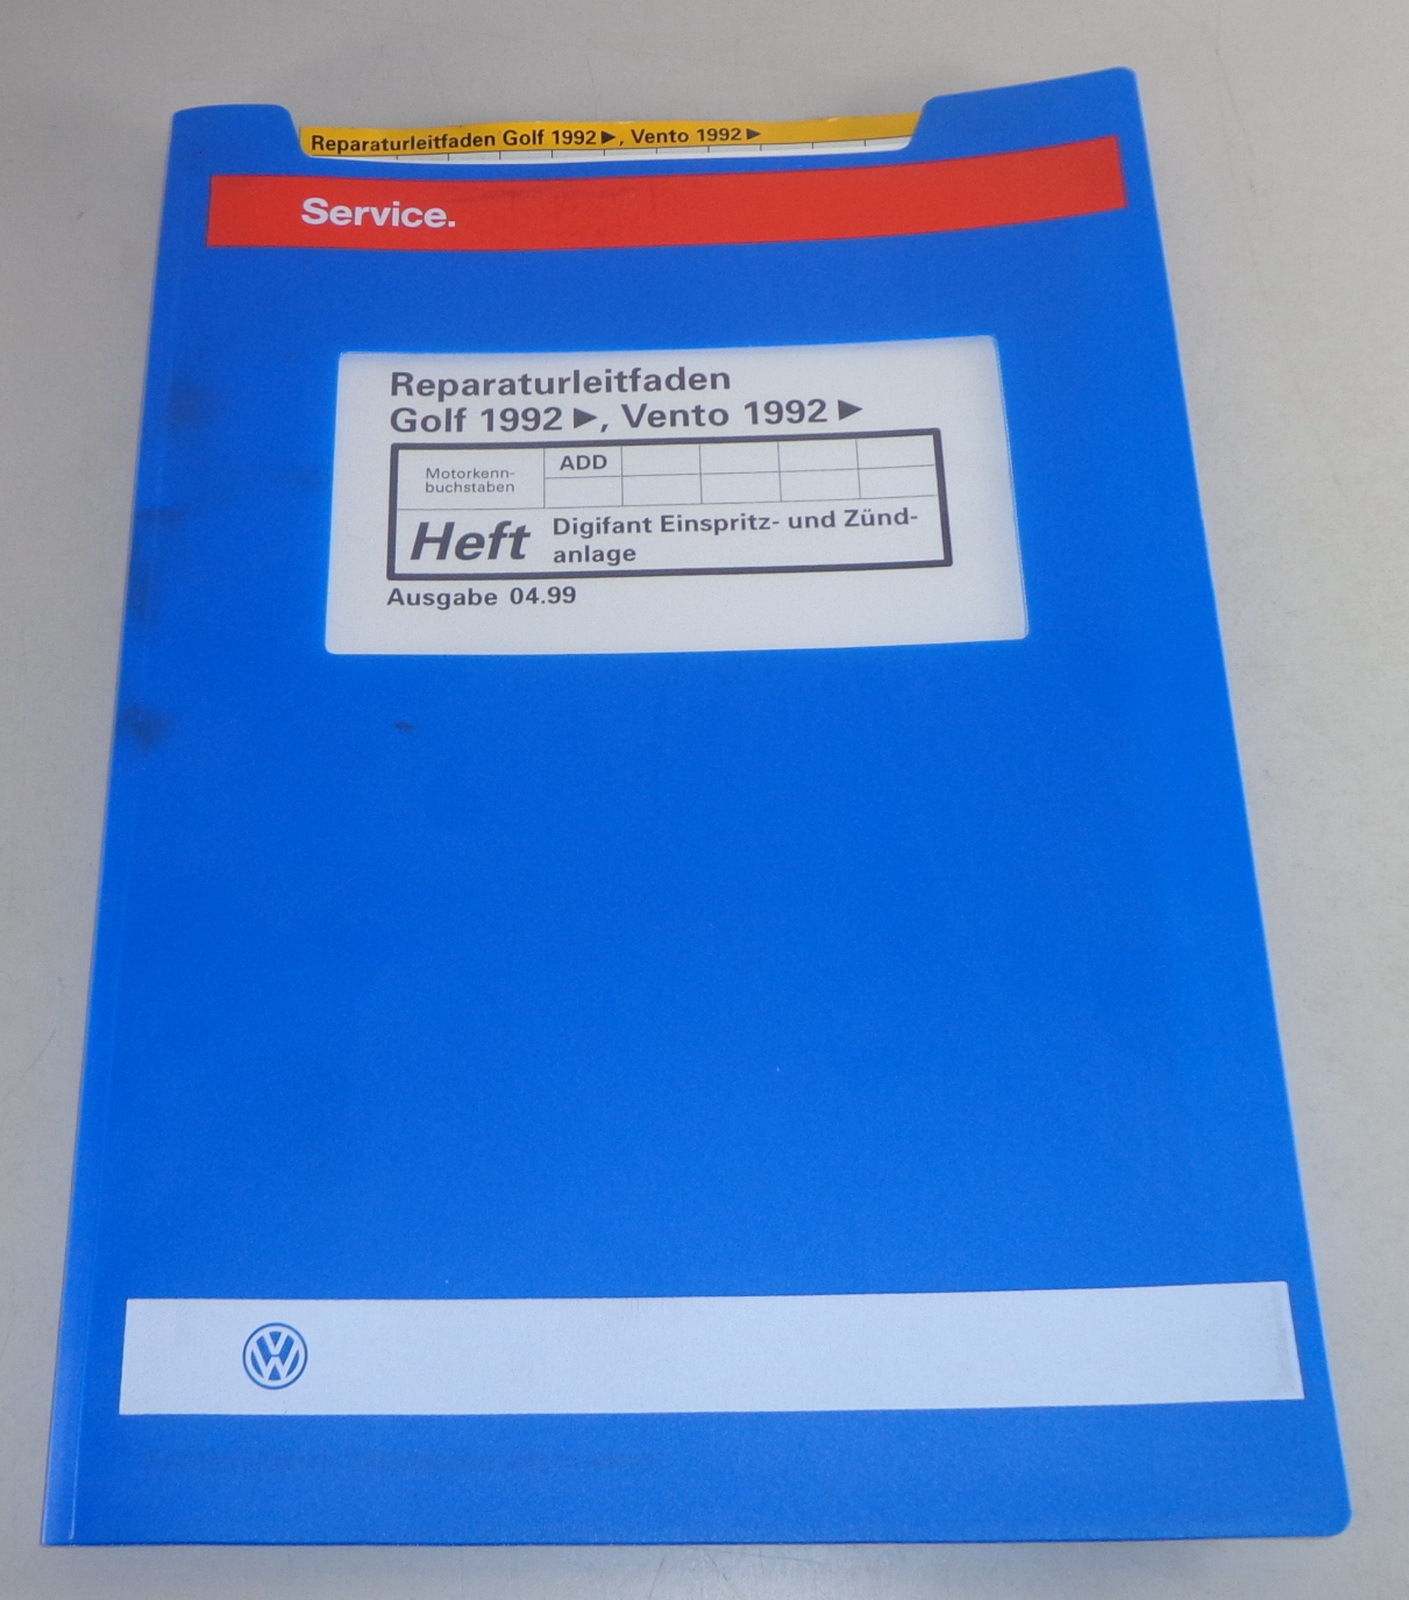 Reparaturleitfaden Golf 1992 ►, Vento 1992 ►
Service.
Reparaturleitfaden
Golf 1992 ►, Vento 1992 ►
Motorkenn-
buchstaben
ADD
Heft
Digifant Einspritz- und Zünd-
anlage
Ausgabe 04.99